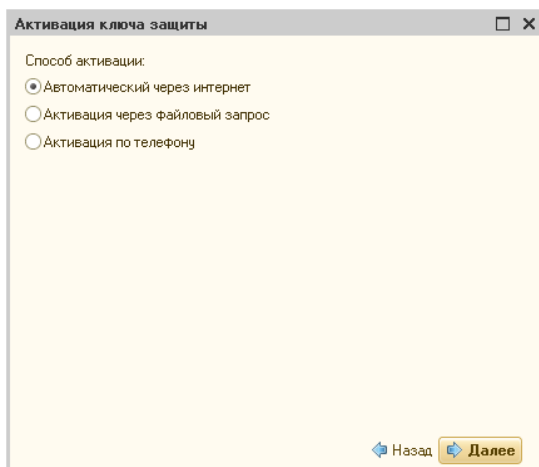 Активация ключа защиты
Способ активации:
Автоматический через интернет
Активация через файловый запрос
Активация по телефону
Назад Далее